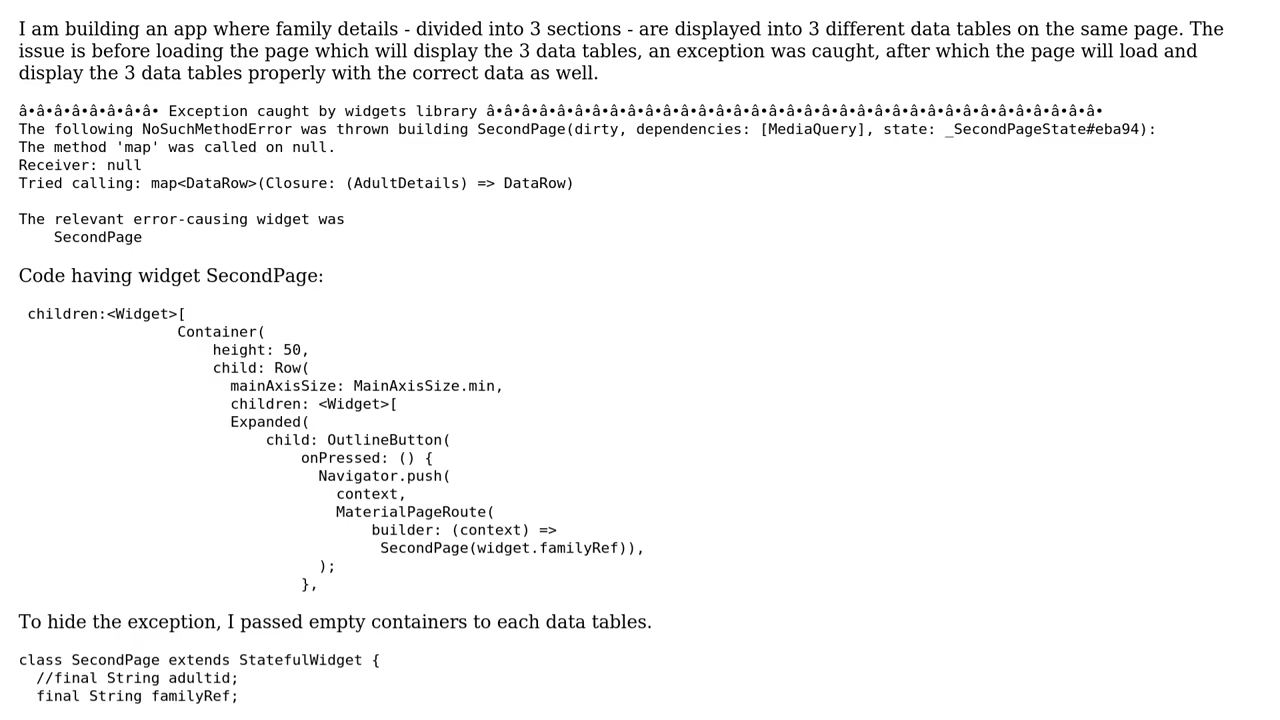 I am building an app where family details - divided into 3 sections - are displayed into 3 different data tables on the same page. The
issue is before loading the page which will display the 3 data tables, an exception was caught, after which the page will load and
display the 3 data tables properly with the correct data as well.
â•â•â•â•â•â•â•â• Exception caught by widgets library â•â•â•â•â•â•â•â•â•â•â•â•â•â•â•â•â•â•â•â•â•â•â•â•â•â•â•â•â•â•â•â•â•â•â•
The following NoSuchMethodError was thrown building SecondPage(dirty, dependencies: [MediaQuery], state: _SecondPageState#eba94):
The method 'map' was called on null.
Receiver: null
Tried calling: map<DataRow>(Closure: (AdultDetails) => DataRow)
The relevant error-causing widget was
    SecondPage
Code having widget SecondPage:
 children:<Widget>[
                  Container(
                      height: 50,
                      child: Row(
                        mainAxisSize: MainAxisSize.min,
                        children: <Widget>[
                        Expanded(
                            child: OutlineButton(
                                onPressed: () {
                                  Navigator.push(
                                    context,
                                    MaterialPageRoute(
                                        builder: (context) =>
                                         SecondPage(widget.familyRef)),
                                  );
                                },
To hide the exception, I passed empty containers to each data tables.
class SecondPage extends StatefulWidget {
  //final String adultid;
  final String familyRef;